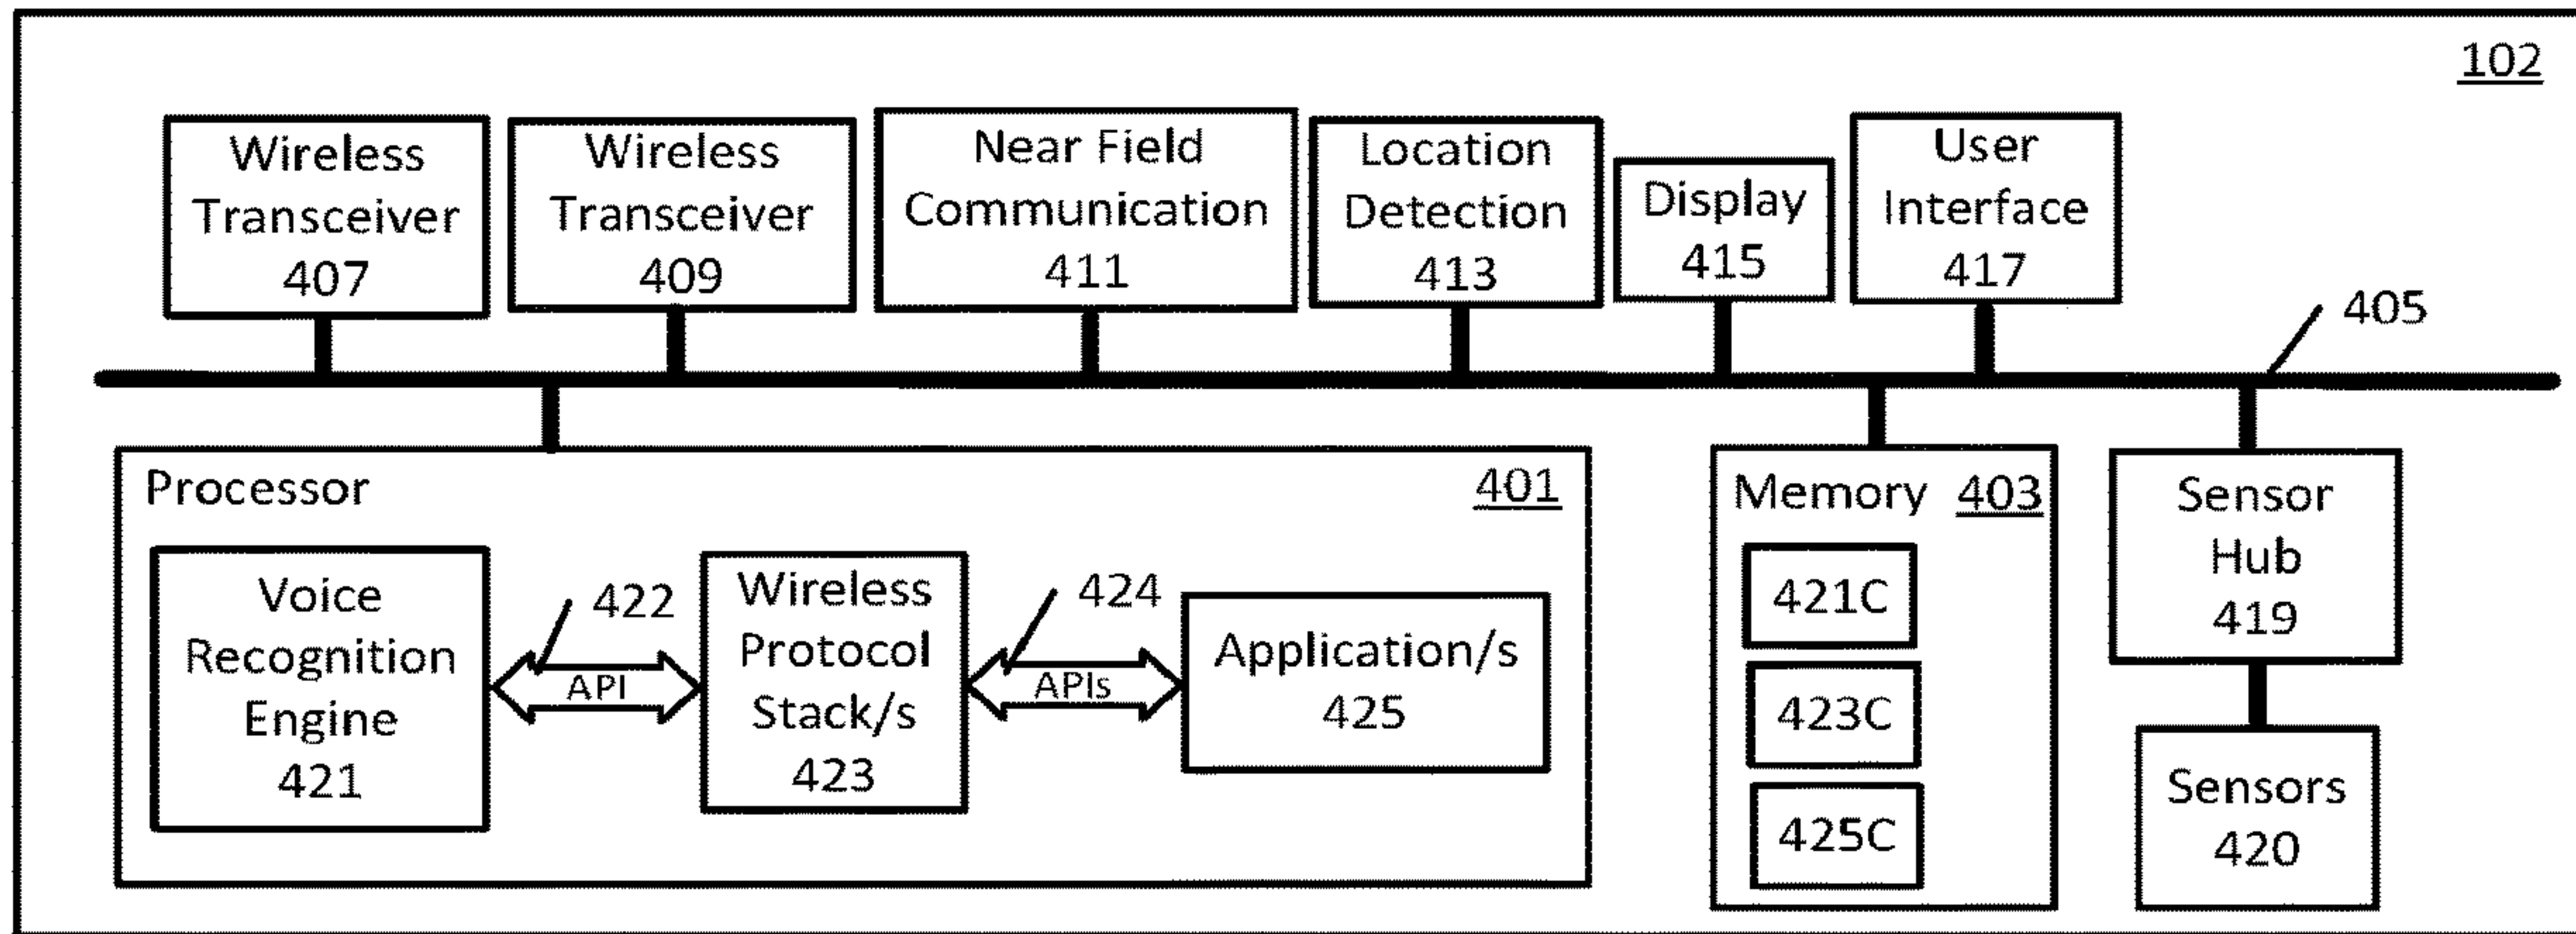 102
Wireless
Transceiver
407
Wireless
Transceiver
409
Near Field
Communication
411
Location
Detection
413
Display
415
User
Interface
417
405
Processor
401
Voice
Recognition
Engine
421
422
API
Wireless
Protocol
Stack/s
423
424
APIs
Application/s
425
Memory 403
421C
423C
425C
Sensor
Hub
419
Sensors
420